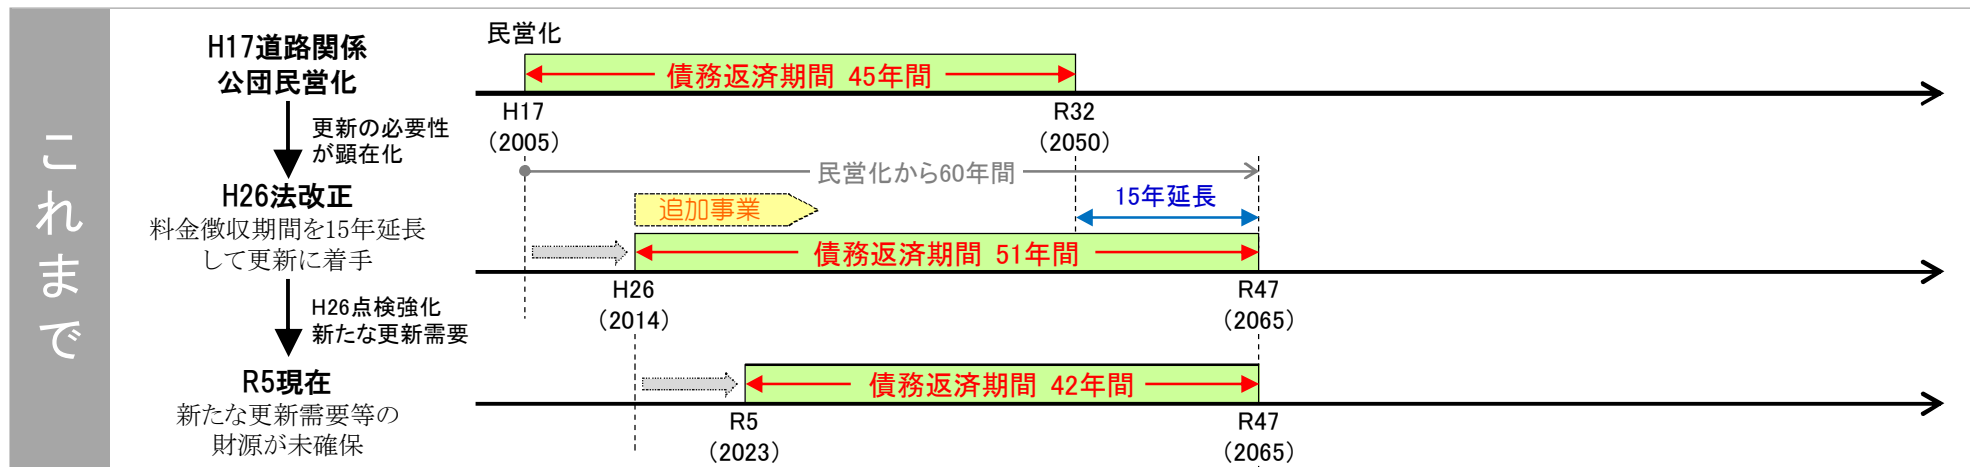 これまで
H17道路関係
公団民営化
民営化
債務返済期間 45年間
H17
（2005）
R32
（2050）
更新の必要性
が顕在化
民営化から60年間
H26法改正
料金徴収期間を15年延長
して更新に着手
追加事業
15年延長
債務返済期間 51年間
H26
（2014）
R47
（2065）
H26点検強化
新たな更新需要
R5現在
新たな更新需要等の
財源が未確保
債務返済期間 42年間
R5
（2023）
R47
（2065）